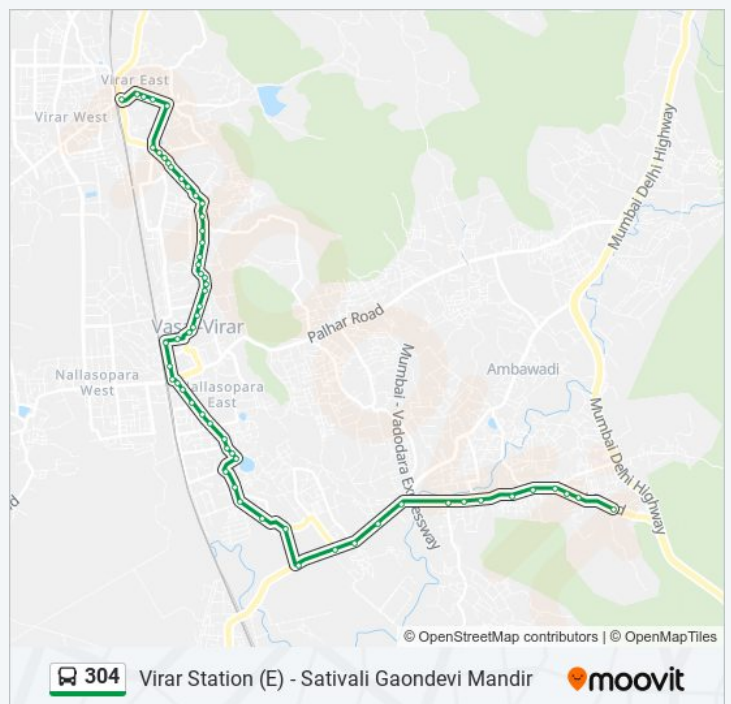 Virar East
Virar West
Mumbai Delhi Highway
Vasai-Virar
Palhar Road
Nallasopara
West
Nallasopara
East
Mumbai - Vadodara Expressway
Ambawadi
Mumbai Delhi Highway
d
d
© OpenStreetMap contributors | © OpenMapTiles
304 Virar Station (E) - Sativali Gaondevi Mandir
moovit